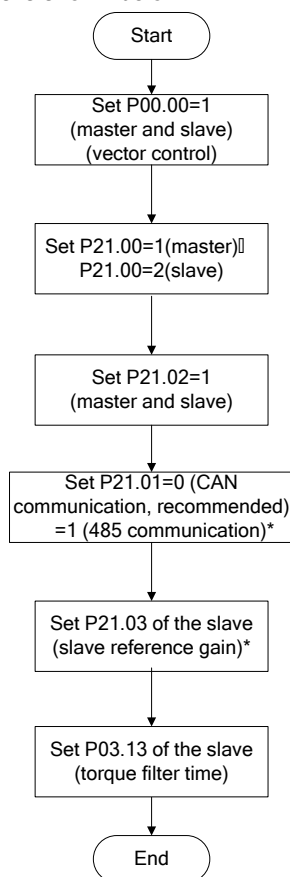 Start
Set P00.00=1
(master and slave)
(vector control)
Set P21.00=1(master)
P21.00=2(slave)
Set P21.02=1
(master and slave)
Set P21.01=0 (CAN
communication, recommended)
=1 (485 communication)*
Set P21.03 of the slave
(slave reference gain)*
Set P03.13 of the slave
(torque filter time)
End